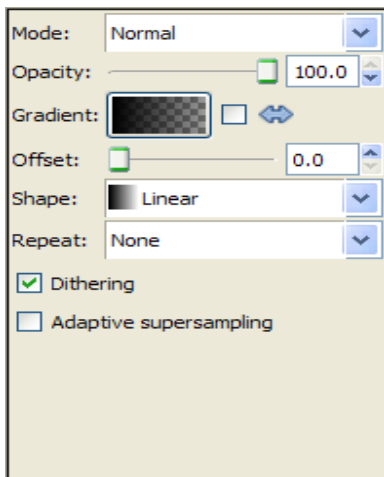 Mode: Normal
Opacity: 100.0
Gradient:
Offset: 0.0
Shape: Linear
Repeat: None
Dithering
Adaptive supersampling